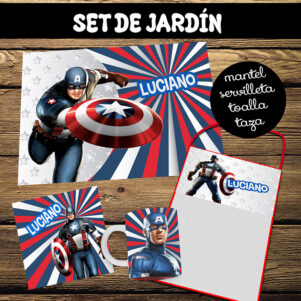 SET DE JARDÍN
mantel
servilleta
toalla
taza
LUCIANO
LUCIANO
LUCIANO